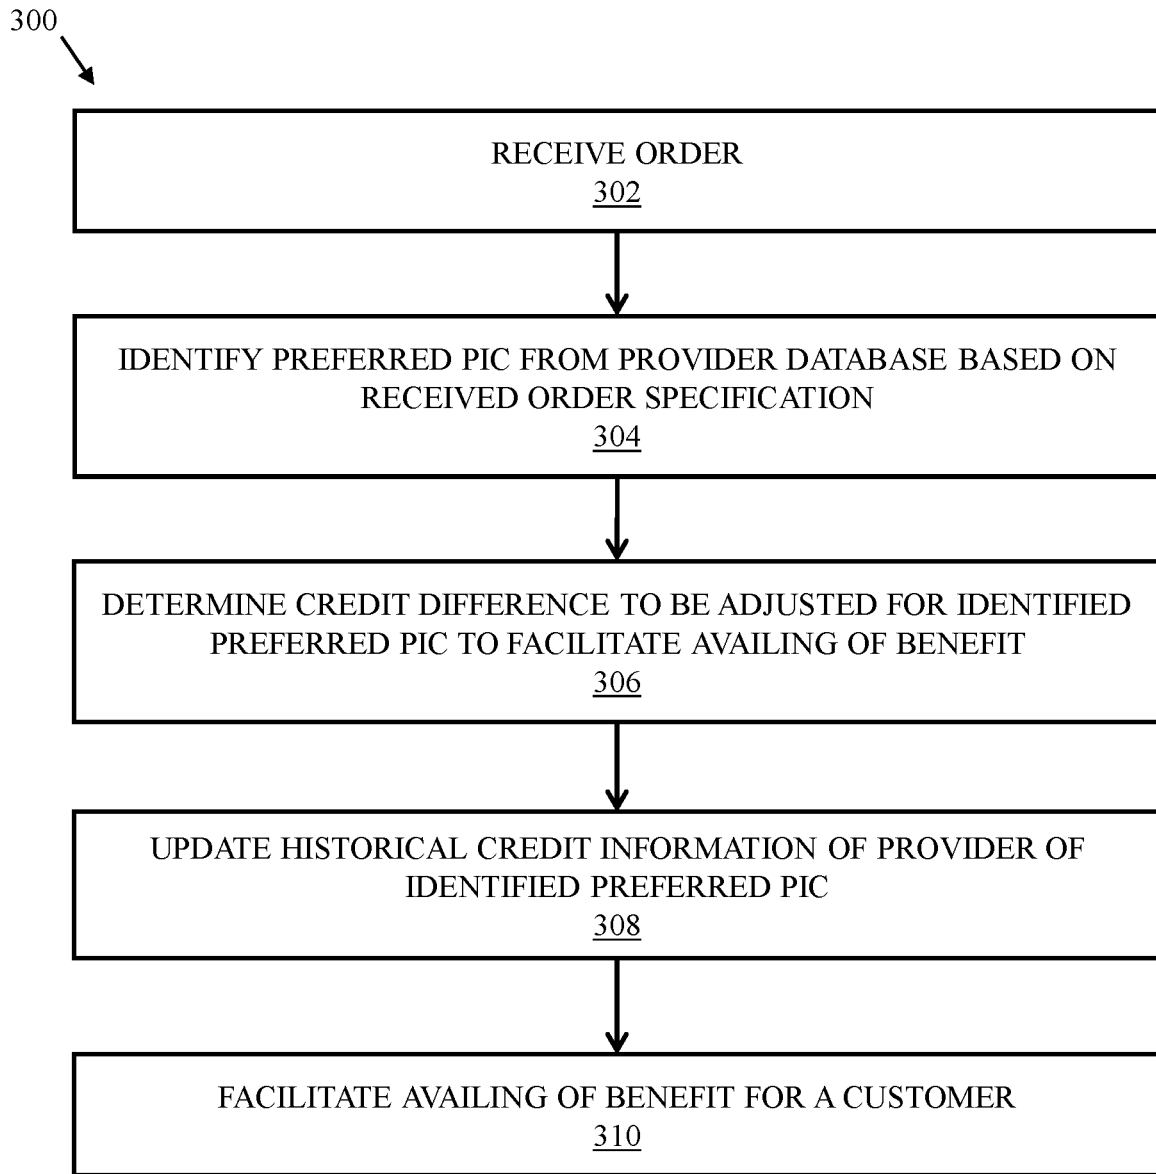 300
RECEIVE ORDER
302
IDENTIFY PREFERRED PIC FROM PROVIDER DATABASE BASED ON
RECEIVED ORDER SPECIFICATION
304
DETERMINE CREDIT DIFFERENCE TO BE ADJUSTED FOR IDENTIFIED
PREFERRED PIC TO FACILITATE AVAILING OF BENEFIT
306
UPDATE HISTORICAL CREDIT INFORMATION OF PROVIDER OF
IDENTIFIED PREFERRED PIC
308
FACILITATE AVAILING OF BENEFIT FOR A CUSTOMER
310